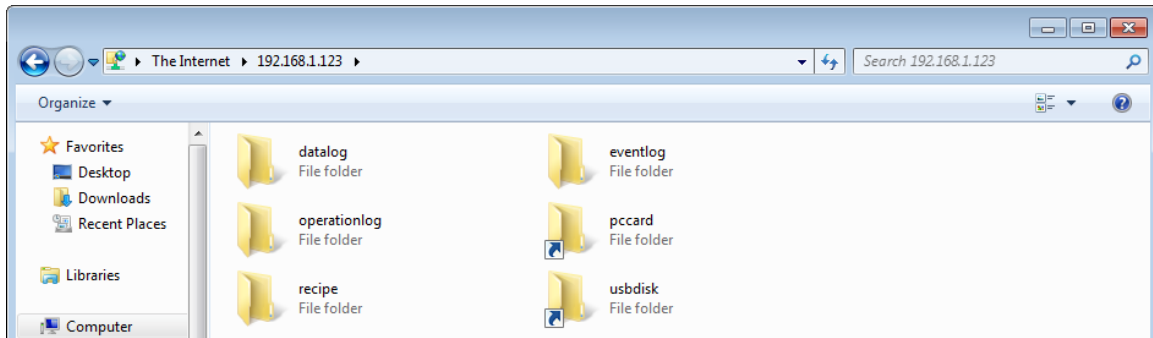 The Internet 192.168.1.123
Search 192.168.1.123
Organize
Favorites
Desktop
Downloads
Recent Places
Libraries
Computer
datalog
File folder
eventlog
File folder
operationlog
File folder
pccard
File folder
recipe
File folder
usbdisk
File folder